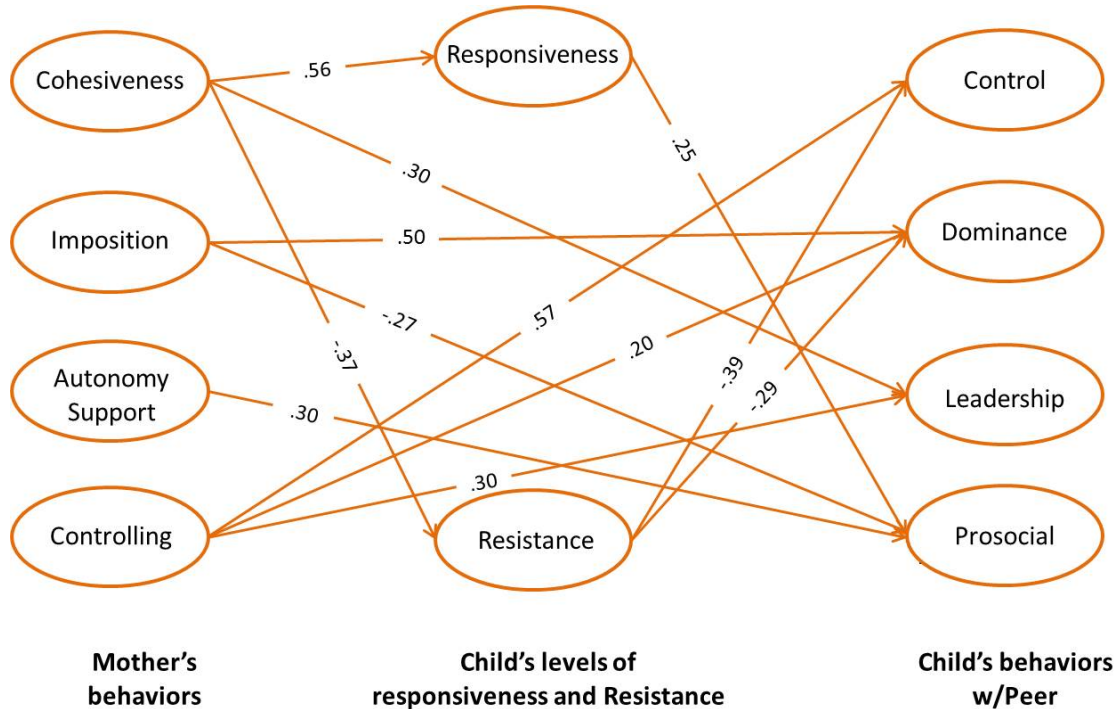 Cohesiveness
Imposition
Autonomy
Support
Controlling
Responsiveness
Resistance
Control
Dominance
Leadership
Prosocial
.56
.30
.25
.50
-.27
.57
.20
-.37
-.39
-.29
.30
.30
Mother's
behaviors
Child's levels of
responsiveness and Resistance
Child's behaviors
w/Peer